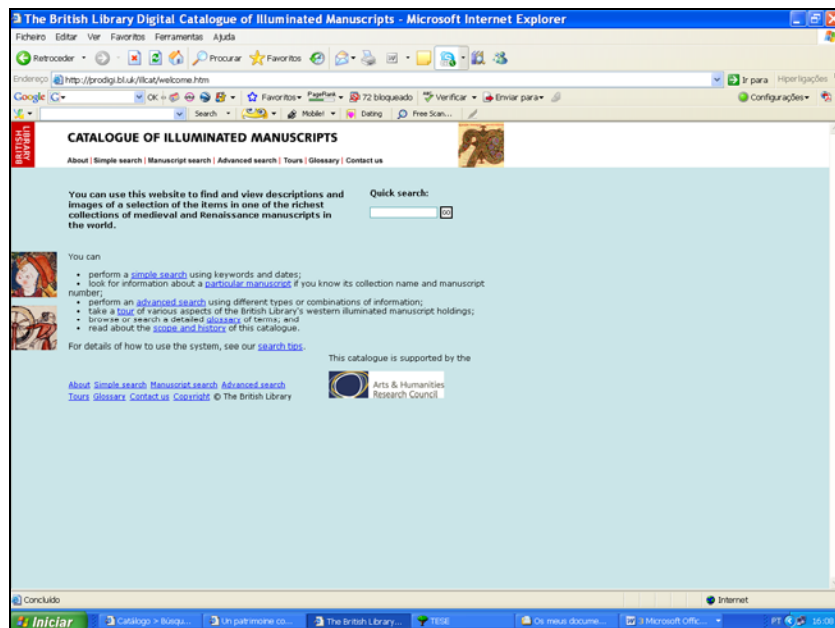 The British Library Digital Catalogue of Illuminated Manuscripts - Microsoft Internet Explorer
Ficheiro Editar Ver Favoritos Ferramentas Ajuda
Retroceder Procurar Favoritos
Endereço http://prodigi.bl.uk/illcat/welcome.htm Ir para Hiperligações
Google G OK Favoritos PageRank 72 bloqueado Verificar Enviar para Configurações
Search Mobile! Dating Free Scan...
BRITISH LIBRARY
CATALOGUE OF ILLUMINATED MANUSCRIPTS
About | Simple search | Manuscript search | Advanced search | Tours | Glossary | Contact us
You can use this website to find and view descriptions and
images of a selection of the items in one of the richest
collections of medieval and Renaissance manuscripts in
the world.
Quick search:
GO
You can
• perform a simple search using keywords and dates;
• look for information about a particular manuscript if you know its collection name and manuscript
number;
• perform an advanced search using different types or combinations of information;
• take a tour of various aspects of the British Library's western illuminated manuscript holdings;
• browse or search a detailed glossary of terms; and
• read about the scope and history of this catalogue.
For details of how to use the system, see our search tips.
This catalogue is supported by the
Arts & Humanities
Research Council
About Simple search Manuscript search Advanced search
Tours Glossary Contact us Copyright © The British Library
Concluído Internet
Iniciar Catálogo > Búsqu... Un patrimoine co... The British Library... TESE Os meus docume... 3 Microsoft Offic... PT 16:08